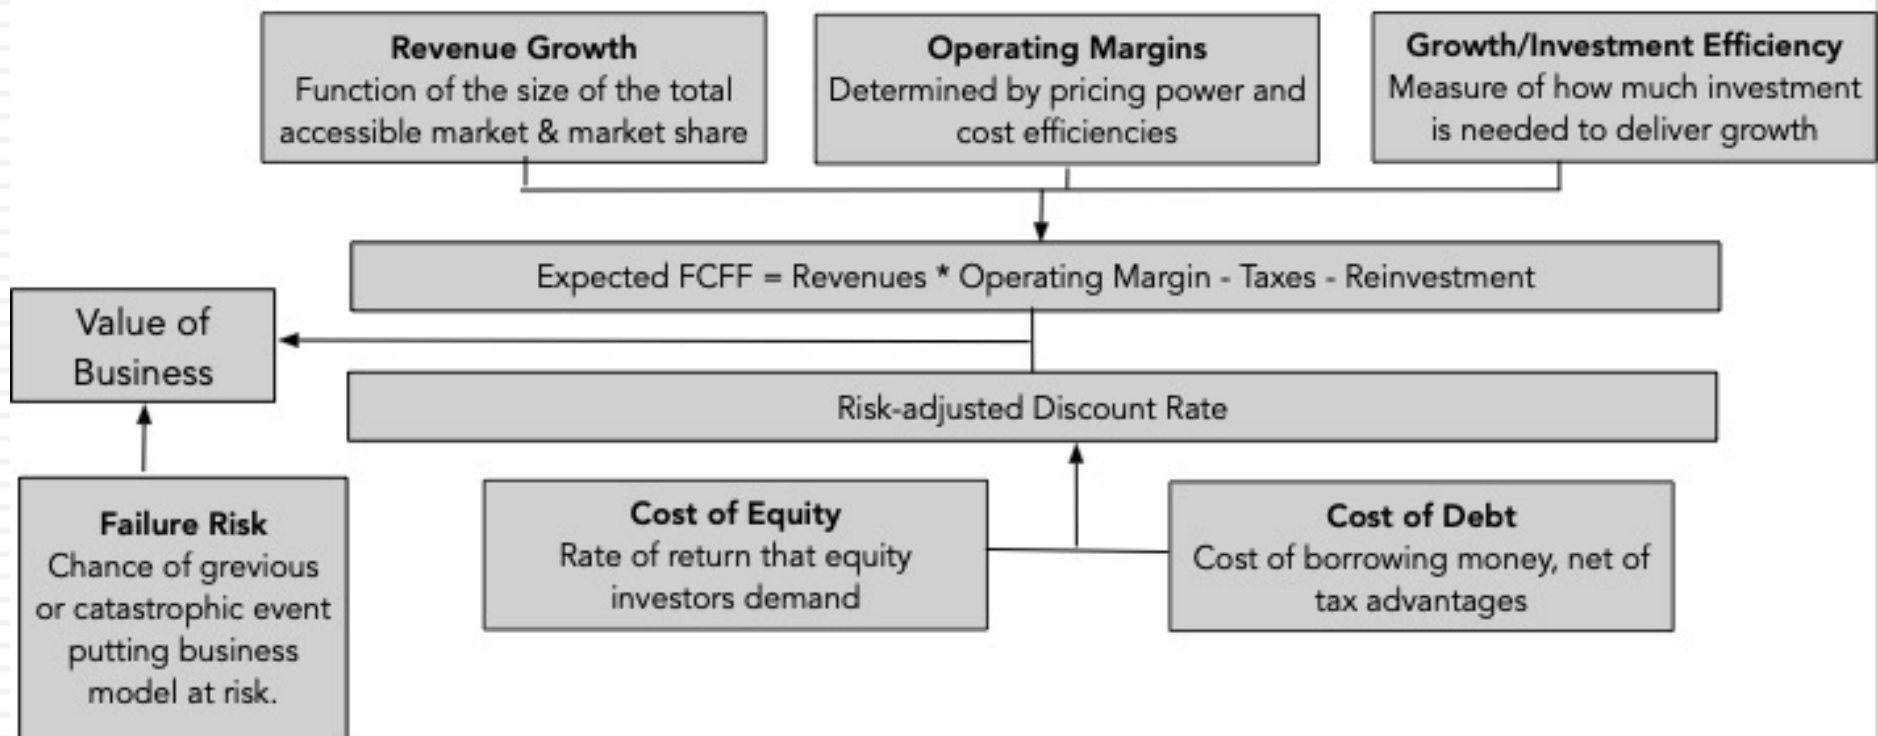 Revenue Growth
Function of the size of the total
accessible market & market share
Operating Margins
Determined by pricing power and
cost efficiencies
Growth/Investment Efficiency
Measure of how much investment
is needed to deliver growth
Expected FCFF = Revenues * Operating Margin - Taxes - Reinvestment
Value of
Business
Risk-adjusted Discount Rate
Failure Risk
Chance of grevious
or catastrophic event
putting business
model at risk.
Cost of Equity
Rate of return that equity
investors demand
Cost of Debt
Cost of borrowing money, net of
tax advantages